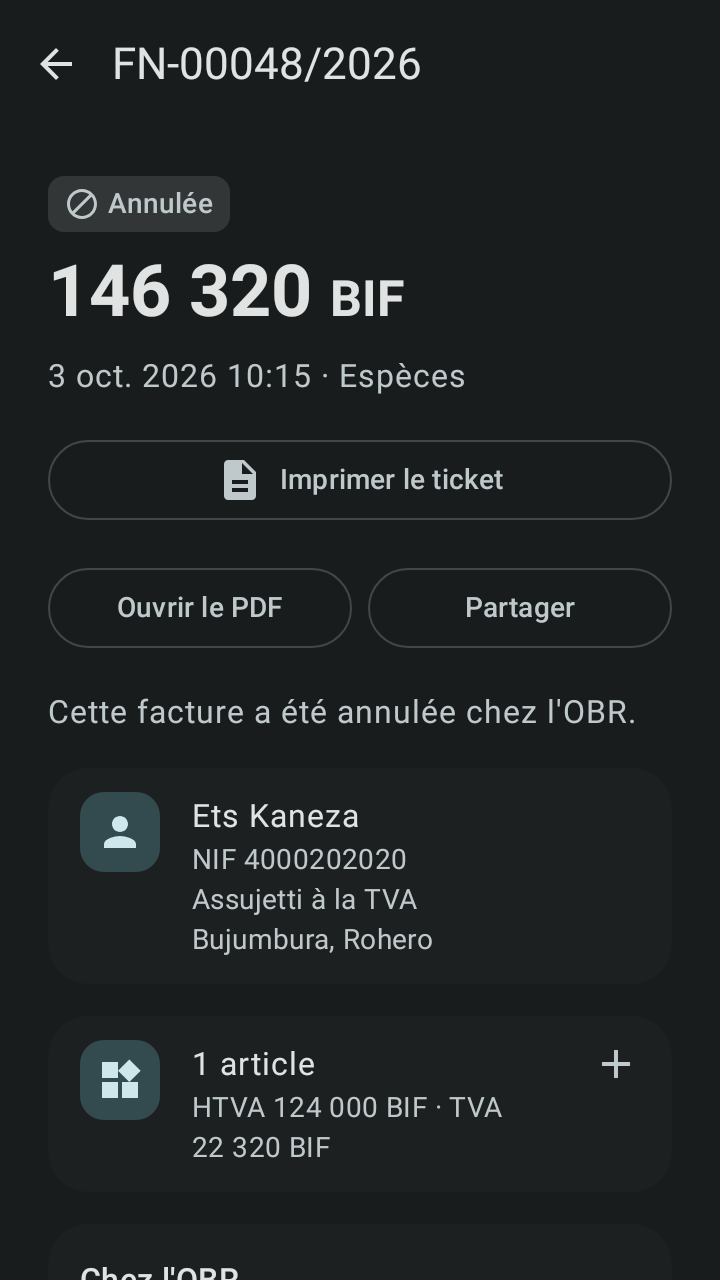 FN-00048/2026
Annulée
146 320 BIF
3 oct. 2026 10:15 · Espèces
Imprimer le ticket
Ouvrir le PDF
Partager
Cette facture a été annulée chez l'OBR.
Ets Kaneza
NIF 4000202020
Assujetti à la TVA
Bujumbura, Rohero
1 article
HTVA 124 000 BIF · TVA
22 320 BIF
Chez l'OBR